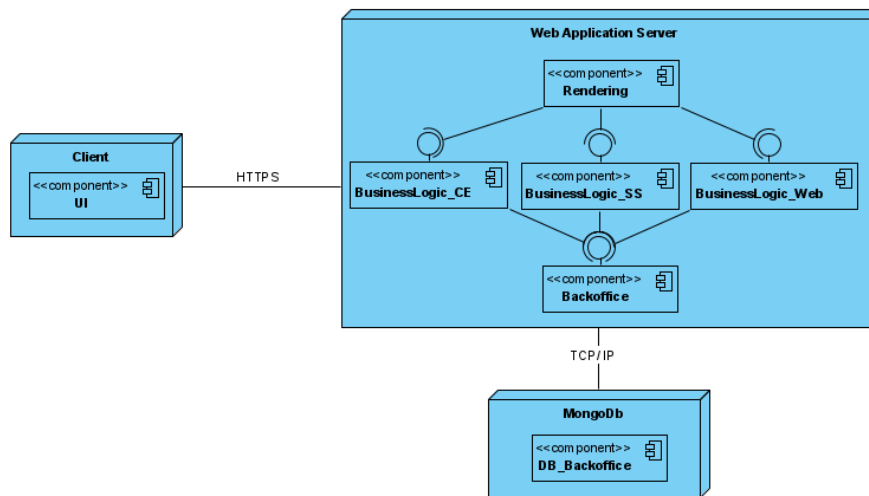 Web Application Server
<<component>>
Rendering
Client
<<component>>
UI
HTTPS
<<component>>
BusinessLogic_CE
<<component>>
BusinessLogic_SS
<<component>>
BusinessLogic_Web
<<component>>
Backoffice
TCP/IP
MongoDb
<<component>>
DB_Backoffice